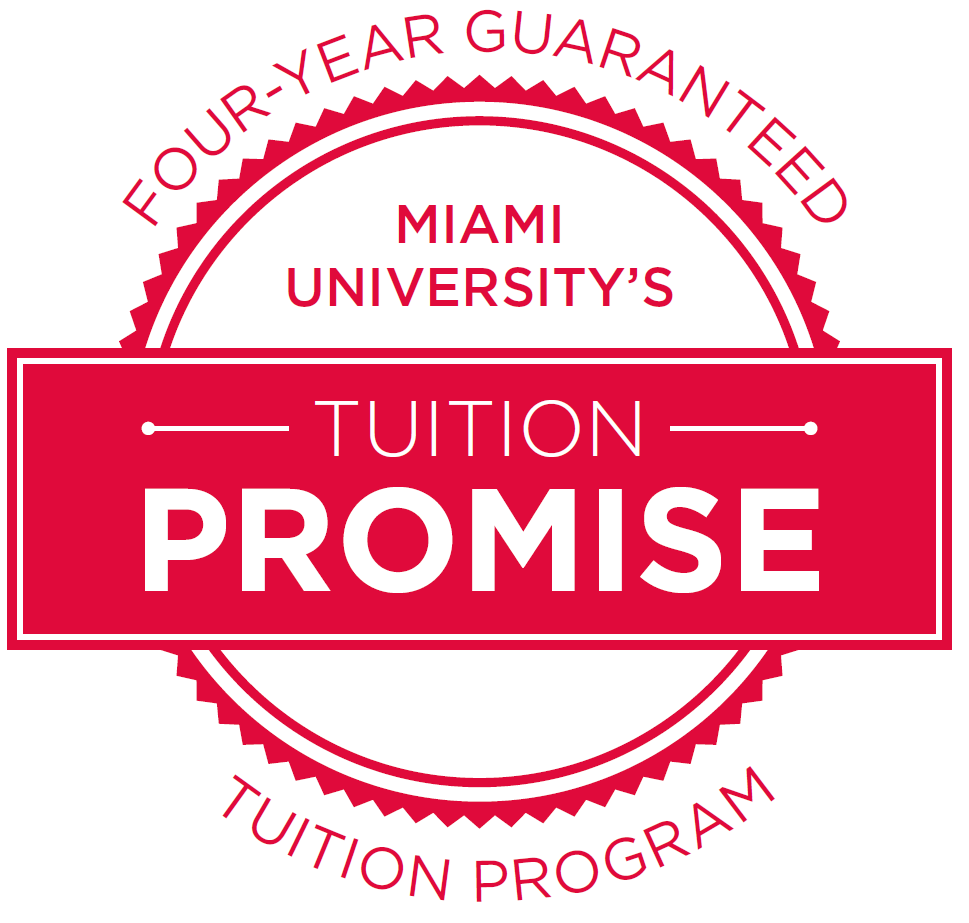 FOUR-YEAR GUARANTEED
MIAMI
UNIVERSITY’S
TUITION
PROMISE
TUITION PROGRAM